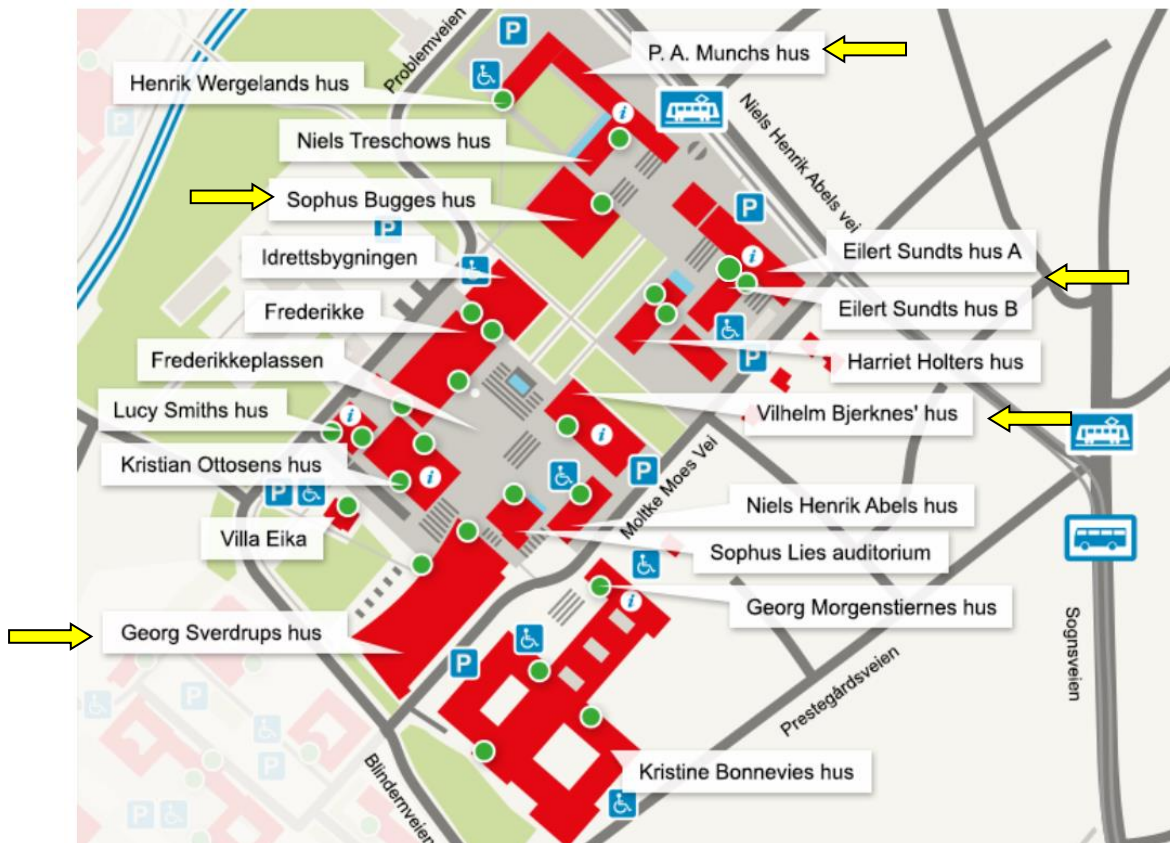 P
P. A. Munchs hus
Problemveien
Henrik Wergelands hus
i
Niels Henrik Abels vei
Niels Treschows hus
Sophus Bugges hus
P
P
Idrettsbygningen
i
Eilert Sundts hus A
Frederikke
Eilert Sundts hus B
Frederikkeplassen
P
Harriet Holters hus
Lucy Smiths hus
i
Vilhelm Bjerknes' hus
i
Kristian Ottosens hus
i
P
P
Moltke Moes Vei
Niels Henrik Abels hus
Villa Eika
Sophus Lies auditorium
i
Georg Morgenstiernes hus
Georg Sverdrups hus
P
Sognsveien
Prestegårdsveien
P
Kristine Bonnevies hus
Blindernveien
P
P
P